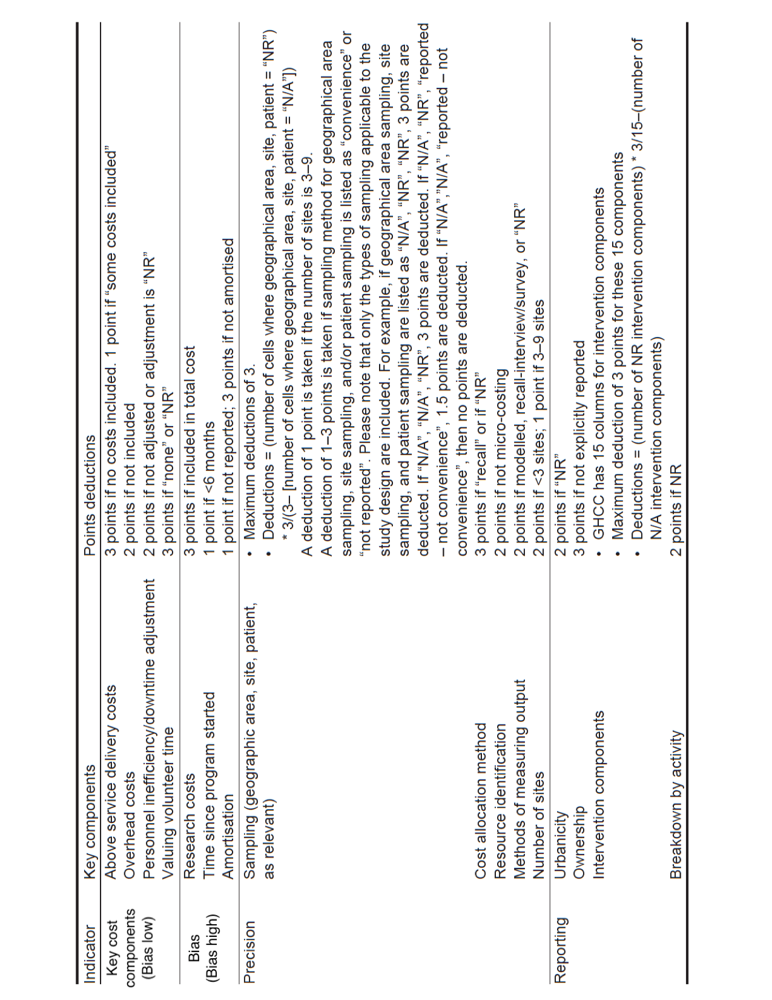 Indicator Key components Points deductions
Key cost Above service delivery costs 3 points if no costs included. 1 point if “some costs included”
components Overhead costs 2 points if not included
(Bias low) Personnel inefficiency/downtime adjustment 2 points if not adjusted or adjustment is “NR”
Valuing volunteer time 3 points if “none” or “NR”
Bias Research costs 3 points if included in total cost
(Bias high) Time since program started 1 point if <6 months
Amortisation 1 point if not reported; 3 points if not amortised
Precision Sampling (geographic area, site, patient, • Maximum deductions of 3.
as relevant) • Deductions = (number of cells where geographical area, site, patient = “NR”)
* 3/(3– [number of cells where geographical area, site, patient = “N/A”])
A deduction of 1 point is taken if the number of sites is 3–9.
A deduction of 1–3 points is taken if sampling method for geographical area
sampling, site sampling, and/or patient sampling is listed as “convenience” or
“not reported”. Please note that only the types of sampling applicable to the
study design are included. For example, if geographical area sampling, site
sampling, and patient sampling are listed as “N/A”, “NR”, “NR”, 3 points are
deducted. If “N/A”, “N/A”, “NR”, 3 points are deducted. If “N/A”, “NR”, “reported
– not convenience”, 1.5 points are deducted. If “N/A”,”N/A”, “reported – not
convenience”, then no points are deducted.
Cost allocation method 3 points if “recall” or if “NR”
Resource identification 2 points if not micro-costing
Methods of measuring output 2 points if modelled, recall-interview/survey, or “NR”
Number of sites 2 points if <3 sites; 1 point if 3–9 sites
Reporting Urbanicity 2 points if “NR”
Ownership 3 points if not explicitly reported
Intervention components • GHCC has 15 columns for intervention components
• Maximum deduction of 3 points for these 15 components
• Deductions = (number of NR intervention components) * 3/15–(number of
N/A intervention components)
Breakdown by activity 2 points if NR